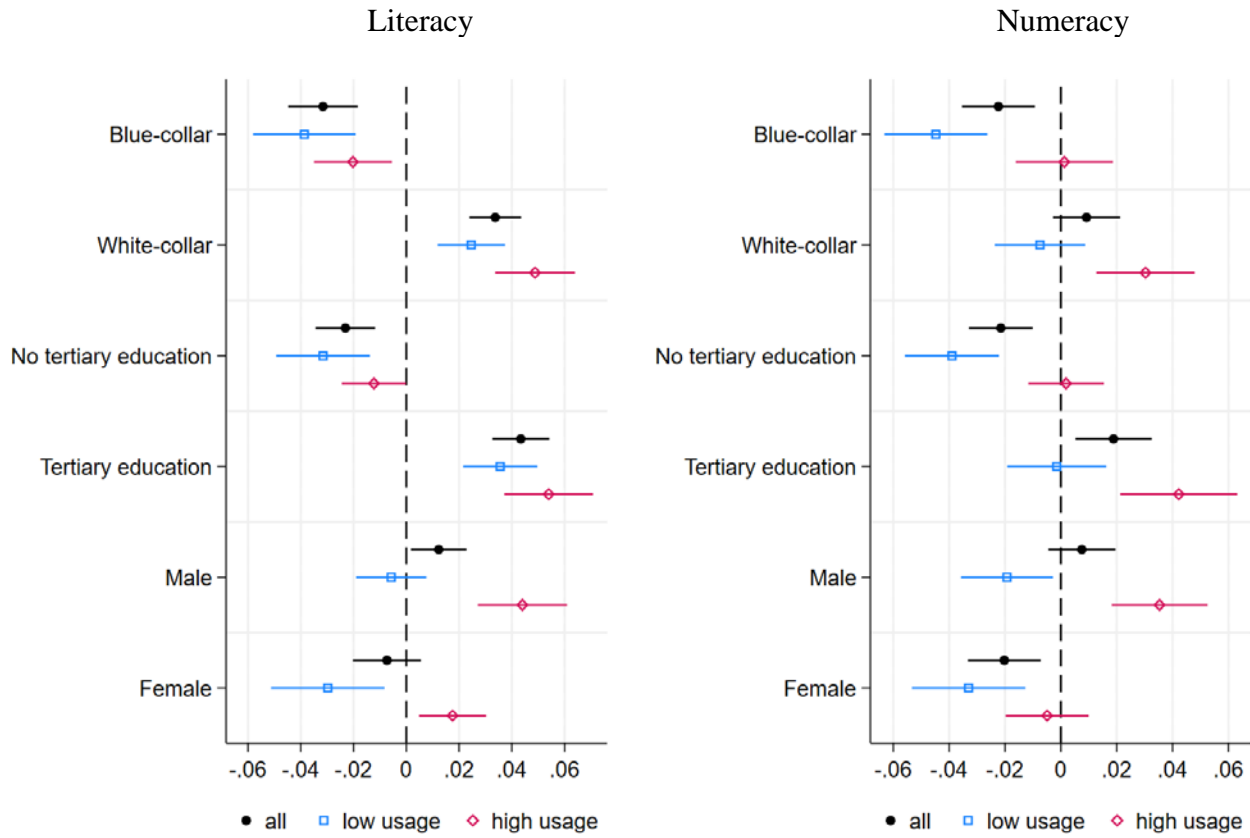 Literacy
Blue-collar
White-collar
No tertiary education
Tertiary education
Male
Female
-.06 -.04 -.02 0 .02 .04 .06
all low usage high usage
Numeracy
Blue-collar
White-collar
No tertiary education
Tertiary education
Male
Female
-.06 -.04 -.02 0 .02 .04 .06
all low usage high usage